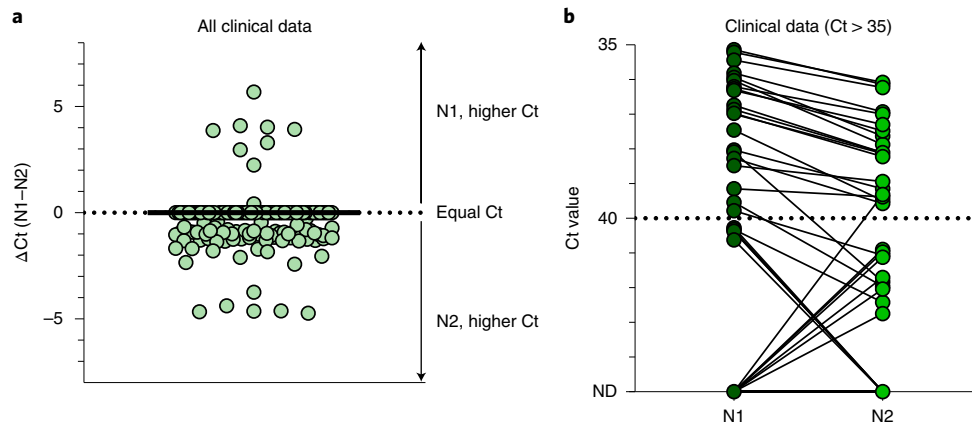 a
All clinical data
ΔCt (N1–N2)
5
0
–5
N1, higher Ct
Equal Ct
N2, higher Ct
b
Clinical data (Ct > 35)
Ct value
35
40
ND
N1
N2